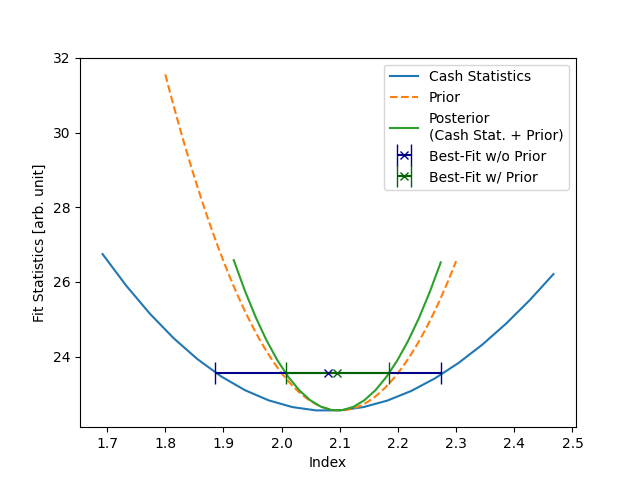 32
30
28
26
24
Fit Statistics [arb. unit]
Cash Statistics
Prior
Posterior
(Cash Stat. + Prior)
Best-Fit w/o Prior
Best-Fit w/ Prior
1.7 1.8 1.9 2.0 2.1 2.2 2.3 2.4 2.5
Index